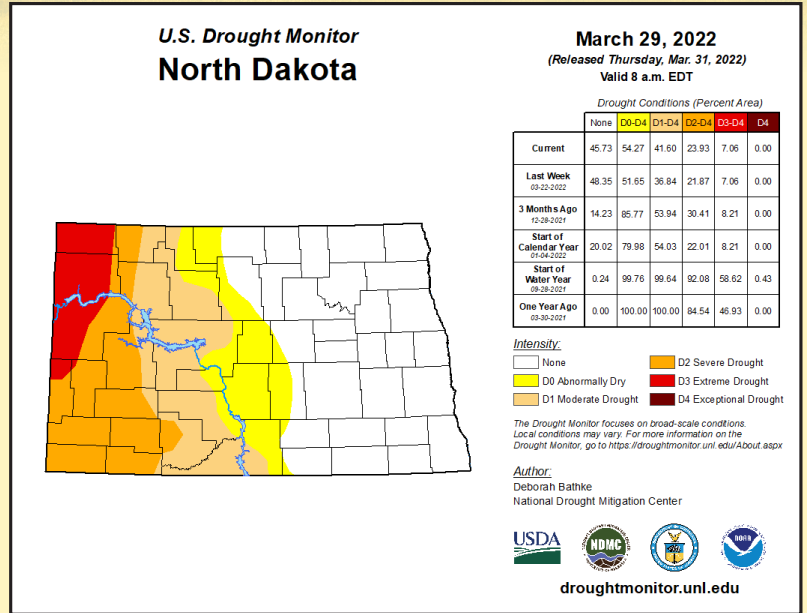 U.S. Drought Monitor
North Dakota
March 29, 2022
(Released Thursday, Mar. 31, 2022)
Valid 8 a.m. EDT
Drought Conditions (Percent Area)
None D0-D4 D1-D4 D2-D4 D3-D4 D4
Current 45.73 54.27 41.60 23.93 7.06 0.00
Last Week
03-22-2022 48.35 51.65 36.84 21.87 7.06 0.00
3 Months Ago
12-28-2021 14.23 85.77 53.94 30.41 8.21 0.00
Start of
Calendar Year
01-04-2022 20.02 79.98 54.03 22.01 8.21 0.00
Start of
Water Year
09-28-2021 0.24 99.76 99.64 92.08 58.62 0.43
One Year Ago
03-30-2021 0.00 100.00 100.00 84.54 46.93 0.00
Intensity:
None
D0 Abnormally Dry
D1 Moderate Drought
D2 Severe Drought
D3 Extreme Drought
D4 Exceptional Drought
The Drought Monitor focuses on broad-scale conditions.
Local conditions may vary. For more information on the
Drought Monitor, go to https://droughtmonitor.unl.edu/About.aspx
Author:
Deborah Bathke
National Drought Mitigation Center
USDA
NDMC
NOAA
droughtmonitor.unl.edu